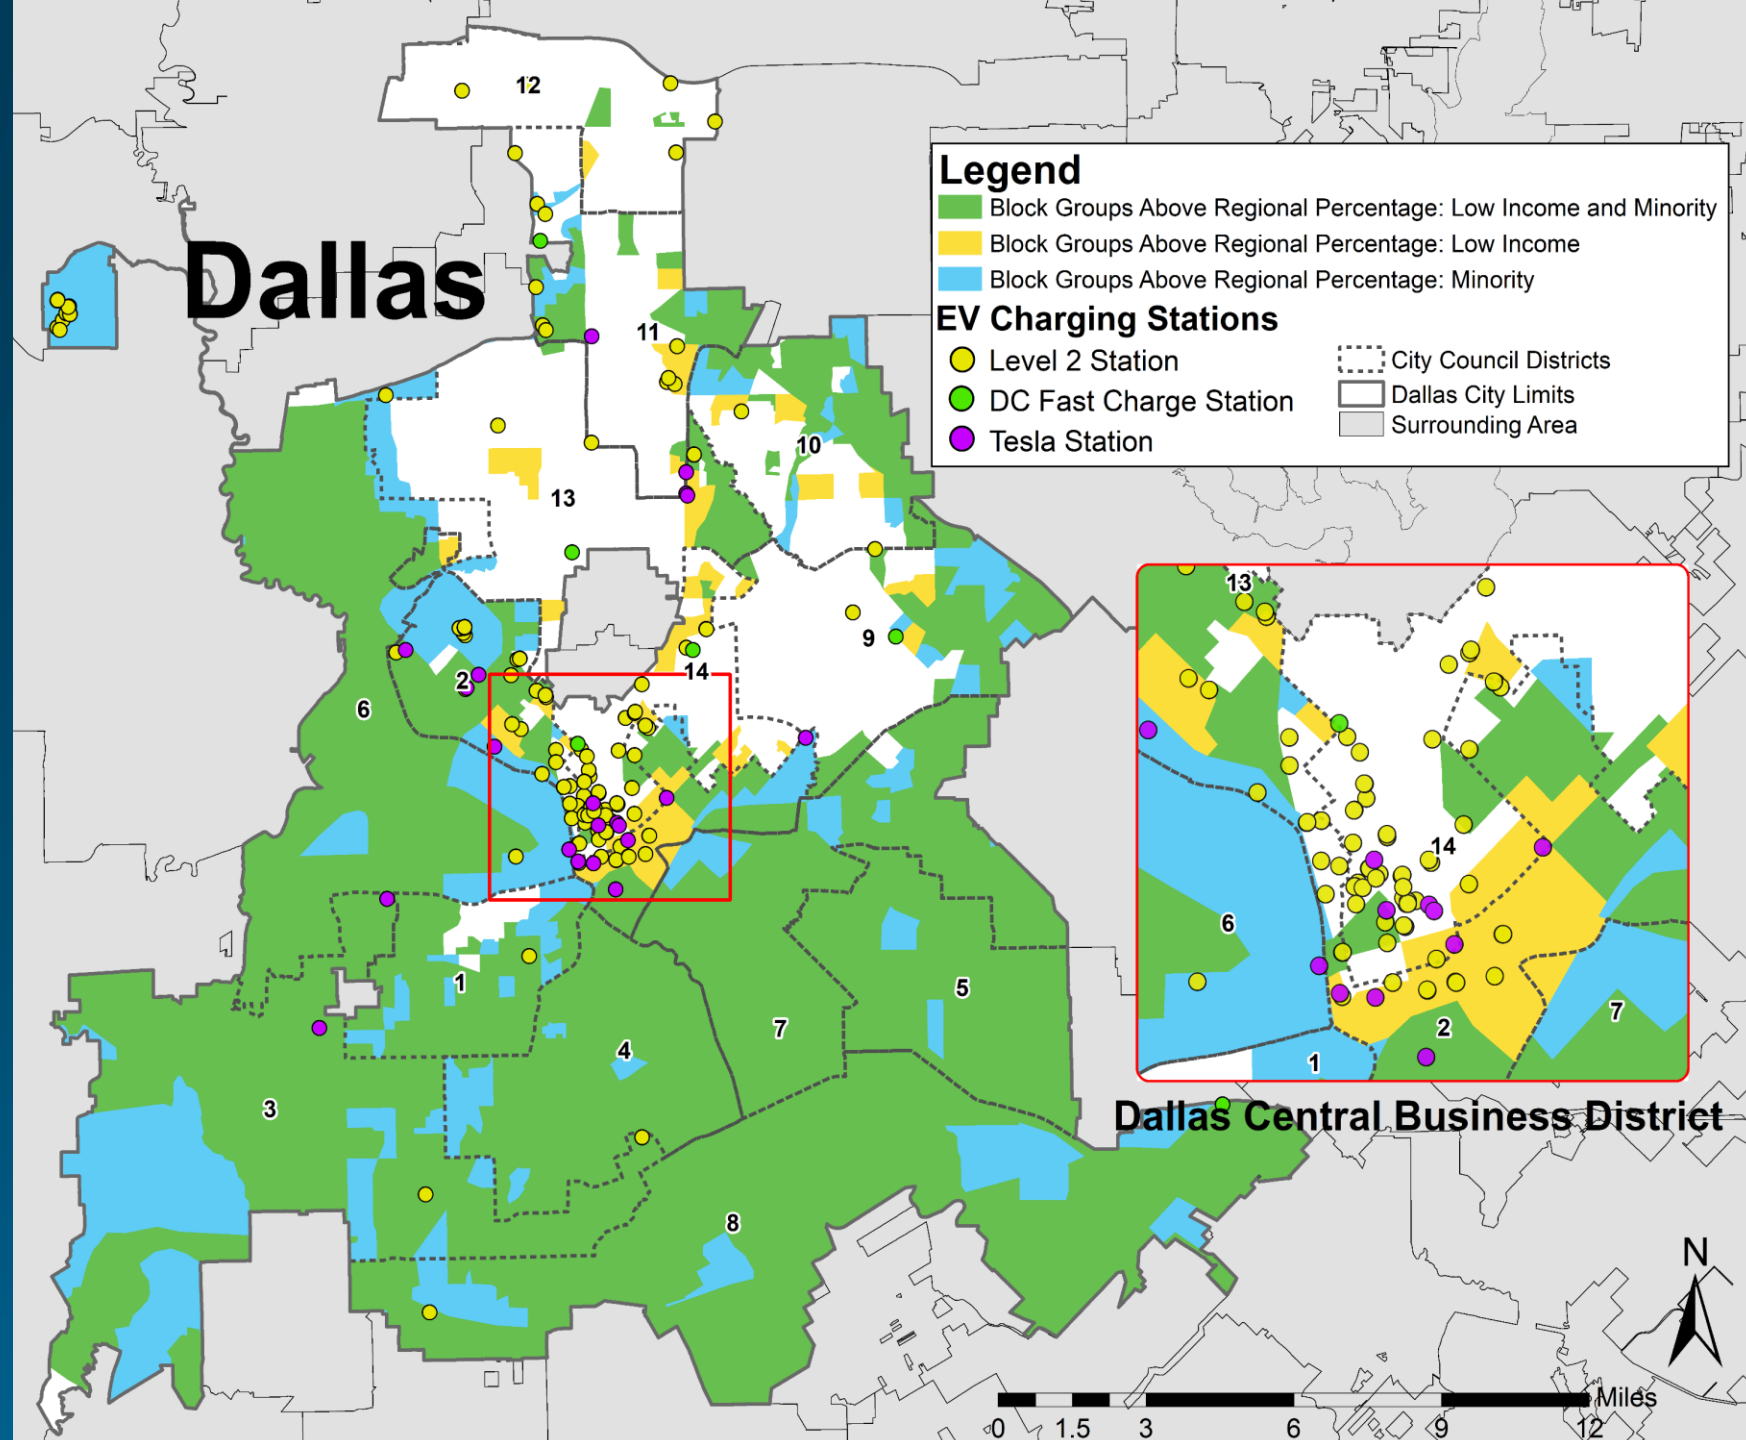 12
Legend
Block Groups Above Regional Percentage: Low Income and Minority
Block Groups Above Regional Percentage: Low Income
Block Groups Above Regional Percentage: Minority
Dallas
EV Charging Stations
Level 2 Station
DC Fast Charge Station
Tesla Station
City Council Districts
Dallas City Limits
Surrounding Area
11
10
13
9
14
2
6
1
5
7
4
3
8
13
14
6
2
7
1
Dallas Central Business District
N
Miles
0 1.5 3 6 9 12